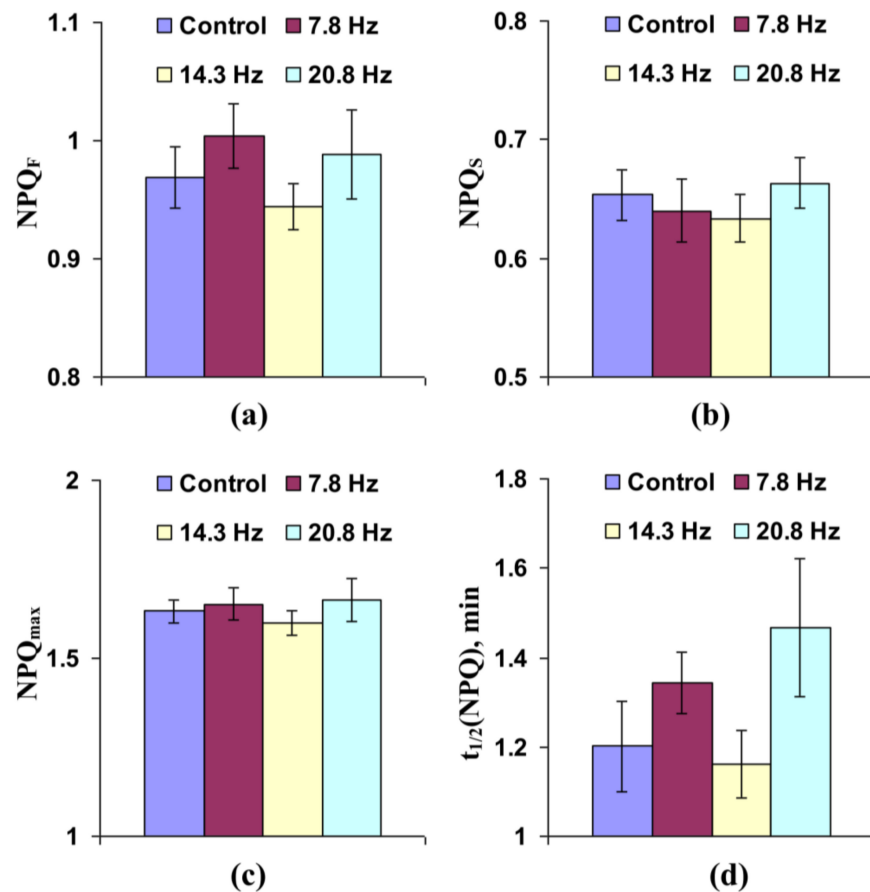 Control 7.8 Hz
14.3 Hz 20.8 Hz
NPQF
1.1
1
0.9
0.8
(a)
Control 7.8 Hz
14.3 Hz 20.8 Hz
NPQS
0.8
0.7
0.6
0.5
(b)
Control 7.8 Hz
14.3 Hz 20.8 Hz
NPQmax
2
1.5
1
(c)
Control 7.8 Hz
14.3 Hz 20.8 Hz
t1/2(NPQ), min
1.8
1.6
1.4
1.2
1
(d)